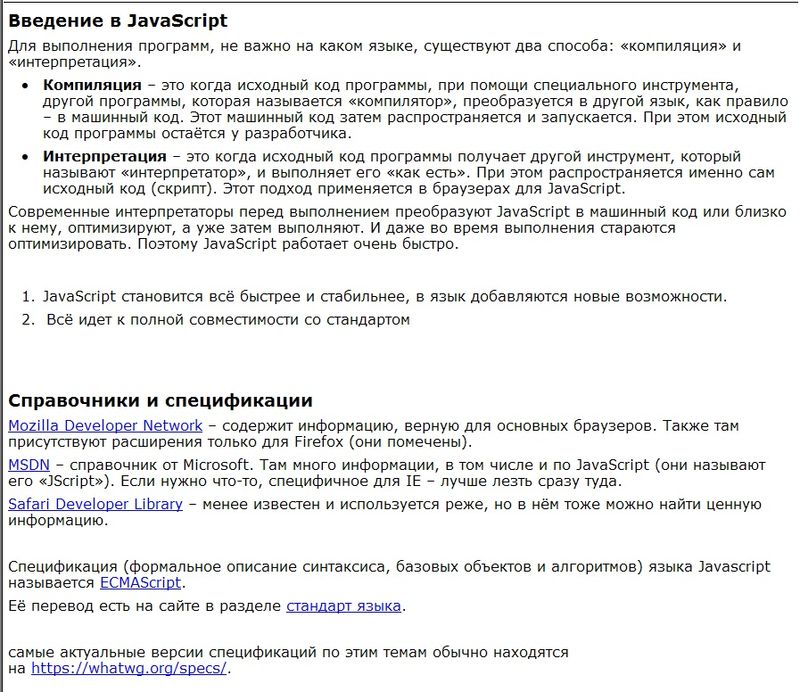 Введение в JavaScript
Для выполнения программ, не важно на каком языке, существуют два способа: «компиляция» и
«интерпретация».
• Компиляция – это когда исходный код программы, при помощи специального инструмента,
другой программы, которая называется «компилятор», преобразуется в другой язык, как правило
– в машинный код. Этот машинный код затем распространяется и запускается. При этом исходный
код программы остаётся у разработчика.
• Интерпретация – это когда исходный код программы получает другой инструмент, который
называют «интерпретатор», и выполняет его «как есть». При этом распространяется именно сам
исходный код (скрипт). Этот подход применяется в браузерах для JavaScript.
Современные интерпретаторы перед выполнением преобразуют JavaScript в машинный код или близко
к нему, оптимизируют, а уже затем выполняют. И даже во время выполнения стараются
оптимизировать. Поэтому JavaScript работает очень быстро.
1. JavaScript становится всё быстрее и стабильнее, в язык добавляются новые возможности.
2. Всё идет к полной совместимости со стандартом
Справочники и спецификации
Mozilla Developer Network – содержит информацию, верную для основных браузеров. Также там
присутствуют расширения только для Firefox (они помечены).
MSDN – справочник от Microsoft. Там много информации, в том числе и по JavaScript (они называют
его «JScript»). Если нужно что-то, специфичное для IE – лучше лезть сразу туда.
Safari Developer Library – менее известен и используется реже, но в нём тоже можно найти ценную
информацию.
Спецификация (формальное описание синтаксиса, базовых объектов и алгоритмов) языка Javascript
называется ECMAScript.
Её перевод есть на сайте в разделе стандарт языка.
самые актуальные версии спецификаций по этим темам обычно находятся
на https://whatwg.org/specs/.